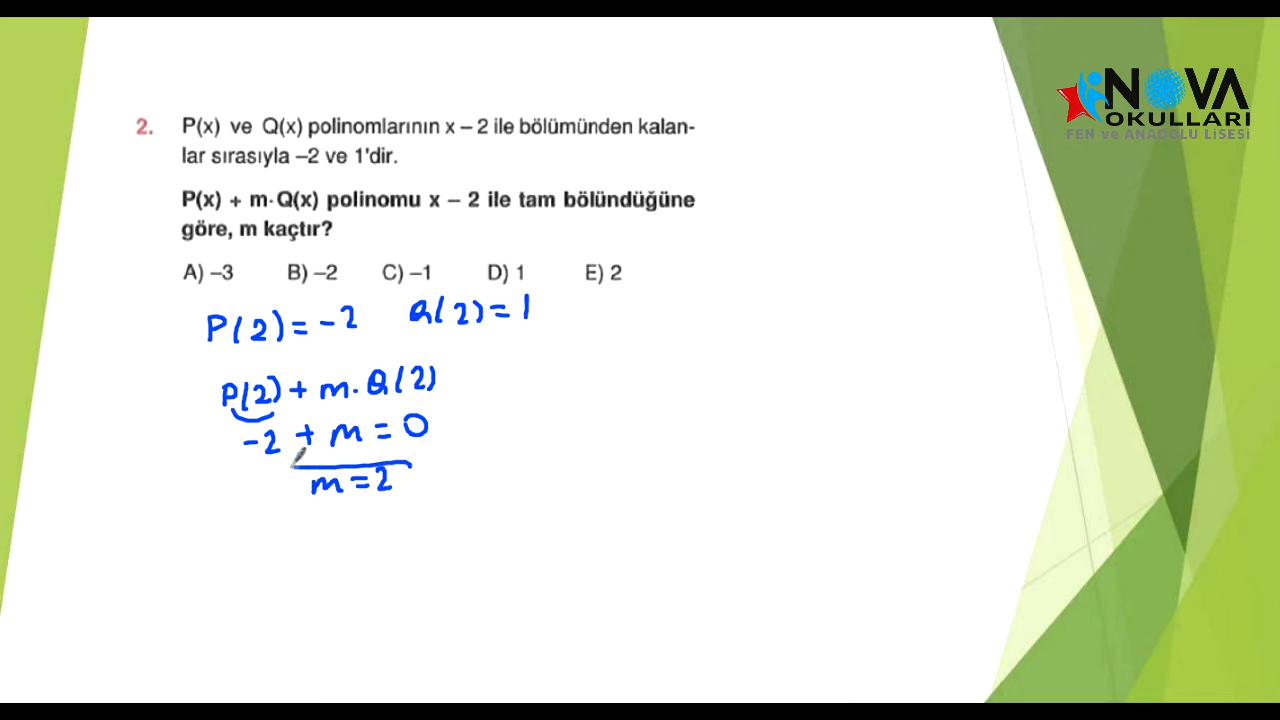 NOVA
OKULLARI
FEN ve ANADOLU LİSESİ
2. P(x) ve Q(x) polinomlarının x – 2 ile bölümünden kalan-
lar sırasıyla –2 ve 1'dir.
P(x) + m·Q(x) polinomu x – 2 ile tam bölündüğüne
göre, m kaçtır?
A) –3 B) –2 C) –1 D) 1 E) 2
P(2) = -2 Q(2) = 1
P(2) + m. Q(2)
-2 + m = 0
m = 2